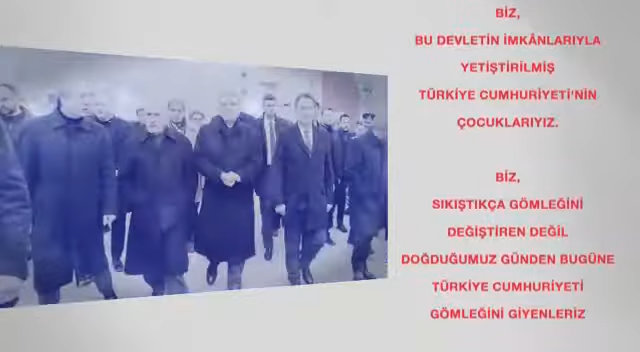 BİZ,
BU DEVLETİN İMKÂNLARIYLA
YETİŞTİRİLMİŞ
TÜRKİYE CUMHURİYETİ'NİN
ÇOCUKLARIYIZ.
BİZ,
SIKIŞTIKÇA GÖMLEĞİNİ
DEĞİŞTİREN DEĞİL
DOĞDUĞUMUZ GÜNDEN BUGÜNE
TÜRKİYE CUMHURİYETİ
GÖMLEĞİNİ GİYENLERİZ